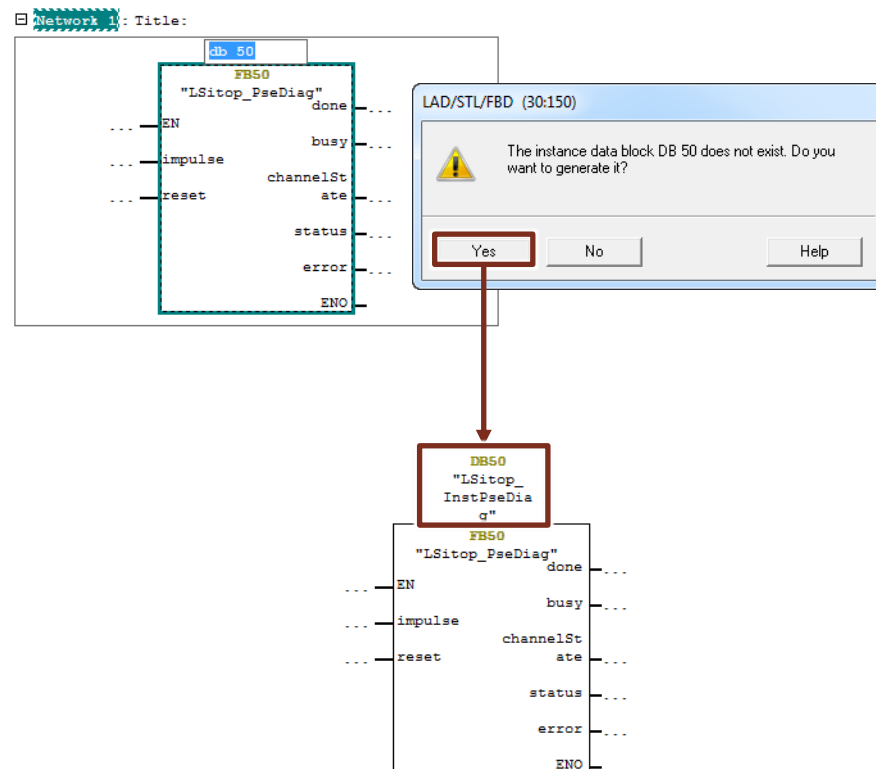 Network 1: Title:
db 50
FB50
"LSitop_PseDiag"
done ...
... EN
busy ...
... impulse
channelSt
... reset
ate ...
status ...
error ...
ENO
LAD/STL/FBD (30:150)
The instance data block DB 50 does not exist. Do you
want to generate it?
Yes
No
Help
DB50
"LSitop_
InstPseDia
g"
FB50
"LSitop_PseDiag"
done ...
... EN
busy ...
... impulse
channelSt
... reset
ate ...
status ...
error ...
ENO